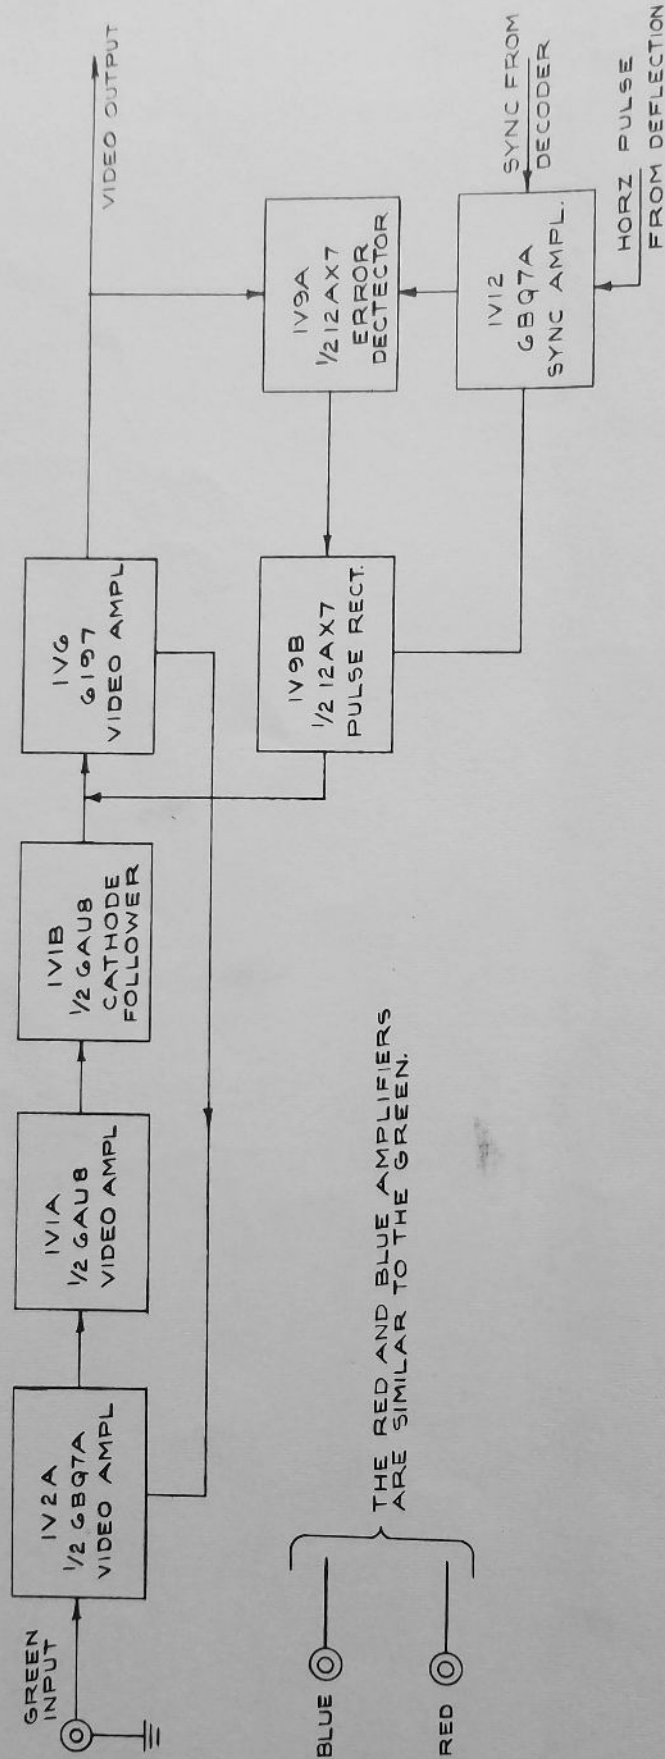 GREEN
INPUT
1V2A
1/2 6BQ7A
VIDEO AMPL
1V1A
1/2 6AU8
VIDEO AMPL
1V1B
1/2 6AU8
CATHODE
FOLLOWER
1V6
6197
VIDEO AMPL
VIDEO OUTPUT
1V9B
1/2 12AX7
PULSE RECT.
1V9A
1/2 12AX7
ERROR
DECTECTOR
1V12
6BQ7A
SYNC AMPL.
SYNC FROM
DECODER
HORZ PULSE
FROM DEFLECTION
BLUE
RED
THE RED AND BLUE AMPLIFIERS
ARE SIMILAR TO THE GREEN.